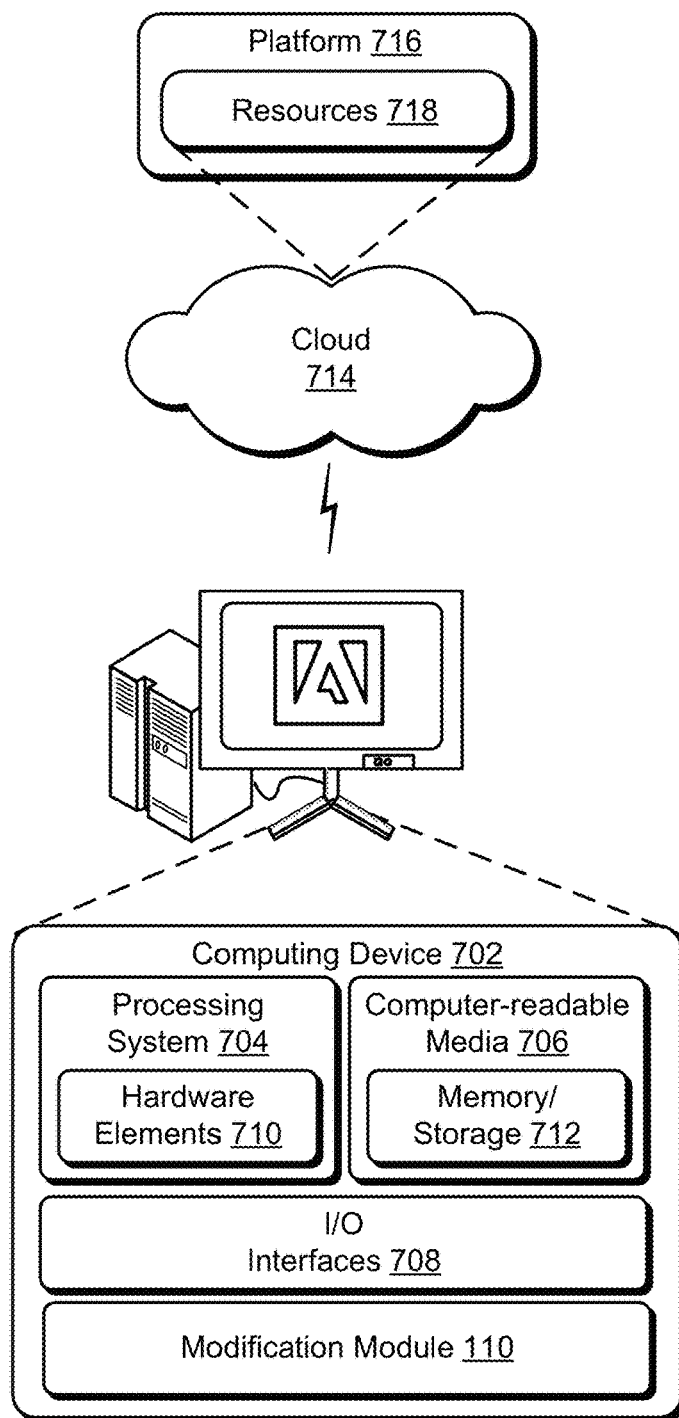 Platform 716
Resources 718
Cloud
714
Computing Device 702
Processing
System 704
Hardware
Elements 710
Computer-readable
Media 706
Memory/
Storage 712
I/O
Interfaces 708
Modification Module 110